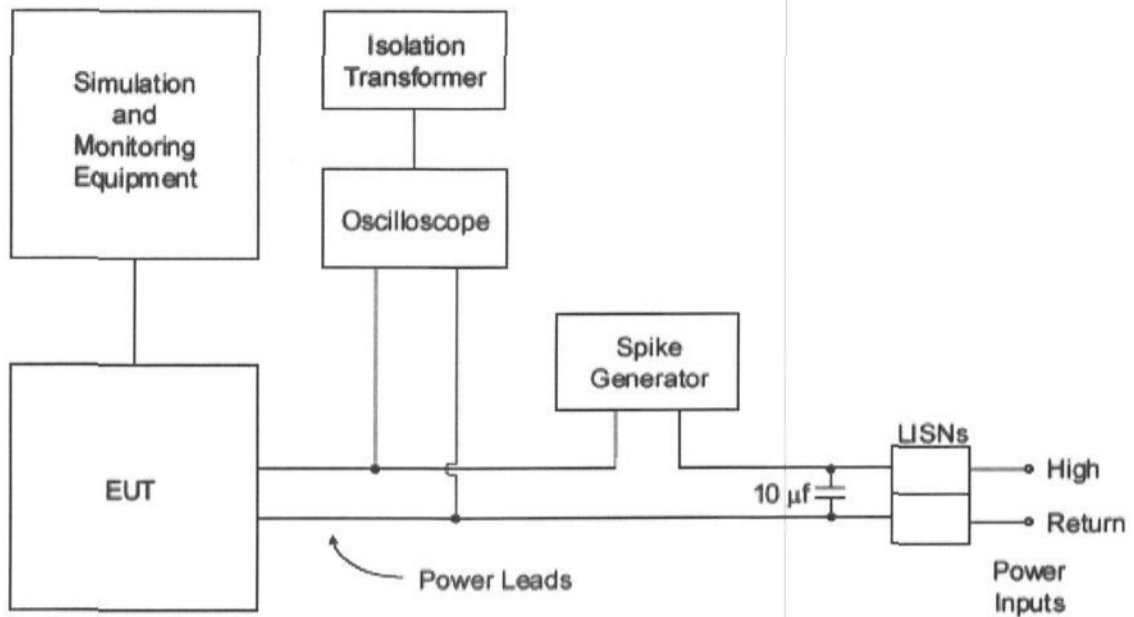 Simulation
and
Monitoring
Equipment
Isolation
Transformer
Oscilloscope
Spike
Generator
LISNs
EUT
High
10 µf
Return
Power Leads
Power
Inputs